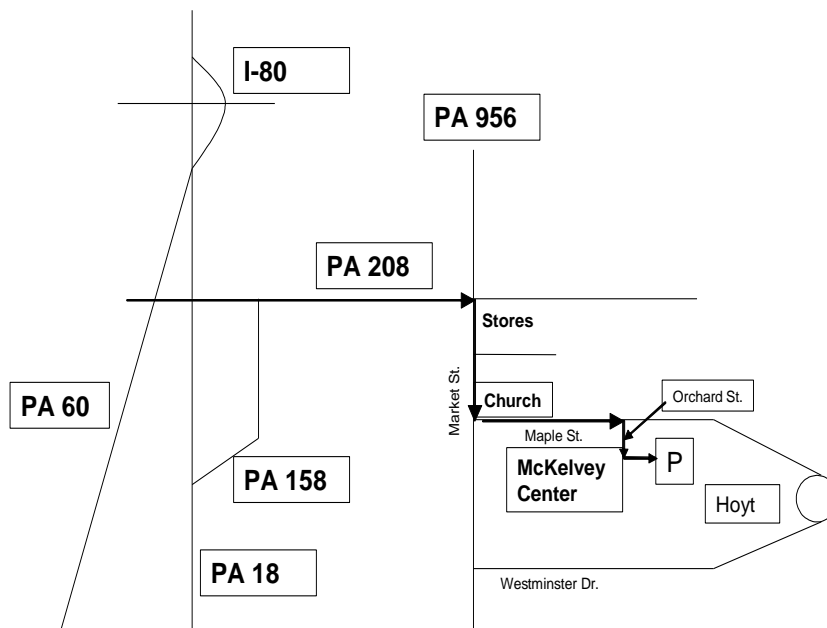 I-80
PA 956
PA 208
Stores
Market St.
PA 60
Church
Orchard St.
Maple St.
McKelvey
Center
P
PA 158
Hoyt
PA 18
Westminster Dr.